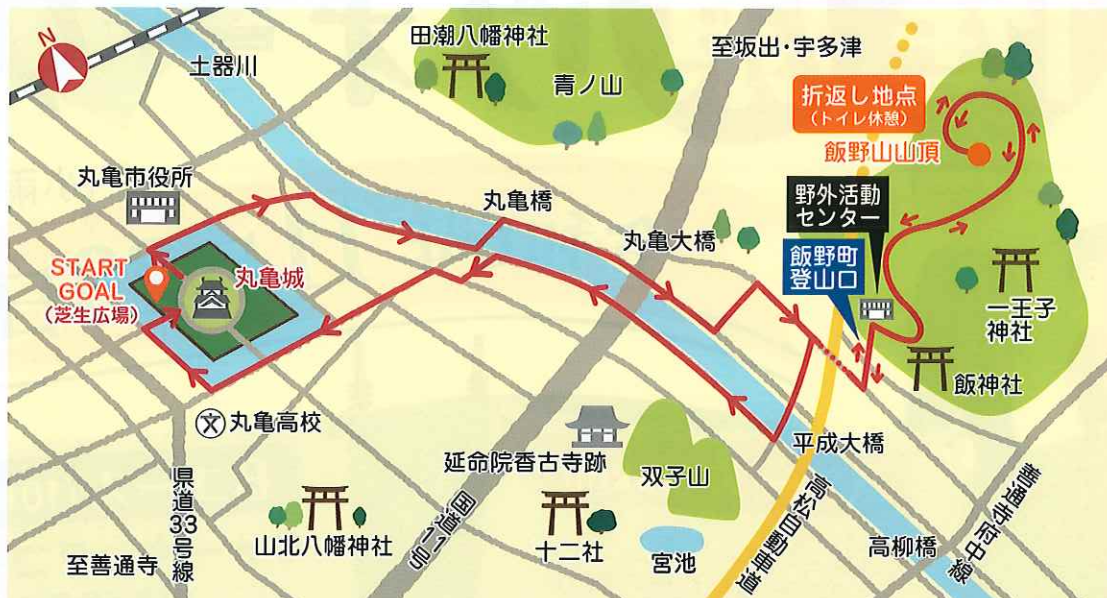 N
土器川
田潮八幡神社
青ノ山
至坂出・宇多津
折返し地点
(トイレ休憩)
飯野山山頂
丸亀市役所
丸亀橋
丸亀大橋
野外活動
センター
飯野町
登山口
START
GOAL
(芝生広場)
丸亀城
一王子
神社
飯神社
丸亀高校
文
延命院香古寺跡
双子山
平成大橋
県道33号線
国道11号
高松自動車道
善通寺府中線
山北八幡神社
十二社
宮池
高柳橋
至善通寺